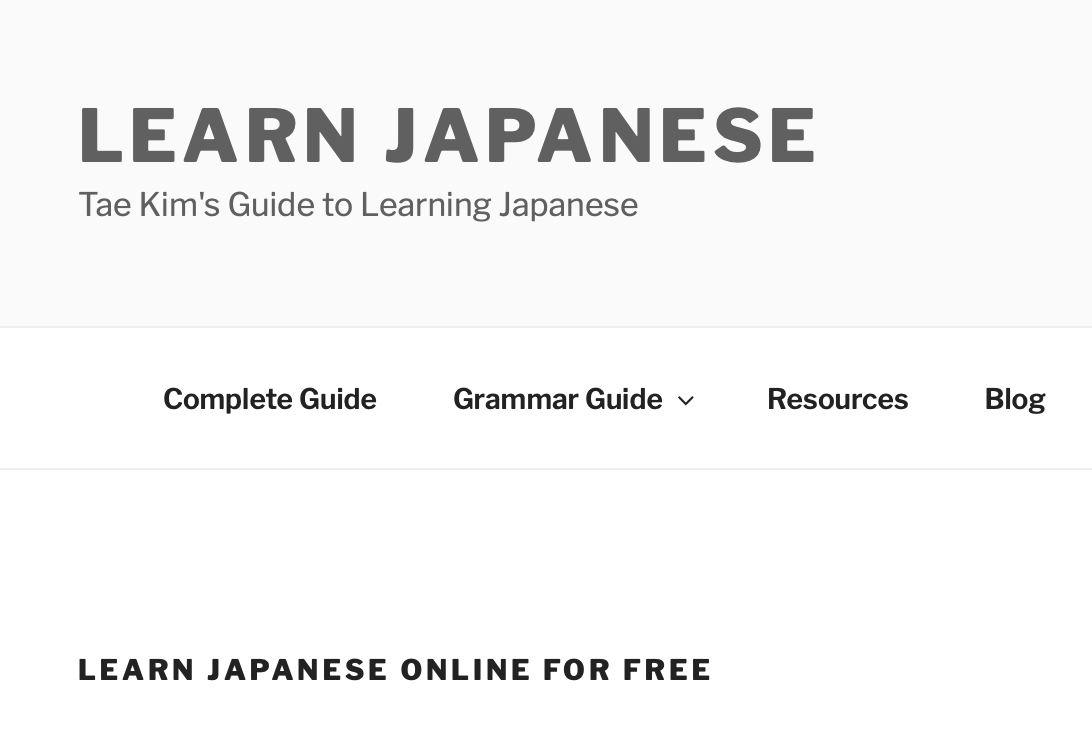 LEARN JAPANESE
Tae Kim's Guide to Learning Japanese
Complete Guide Grammar Guide Resources Blog
LEARN JAPANESE ONLINE FOR FREE